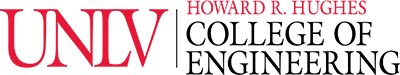 UNLV
HOWARD R. HUGHES
COLLEGE OF
ENGINEERING